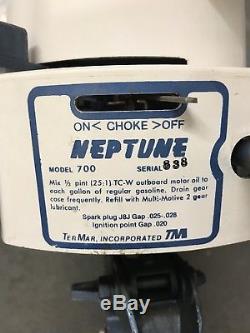 ON < CHOKE > OFF
NEPTUNE
MODEL 700 SERIAL 838
Mix ⅓ pint (25:1) TC-W outboard motor oil to
each gallon of regular gasoline. Drain gear
case frequently. Refill with Multi-Motive 2 gear
lubricant.
Spark plug J8J Gap .025-.028
Ignition point Gap .020
TERMAR, INCORPORATED TM